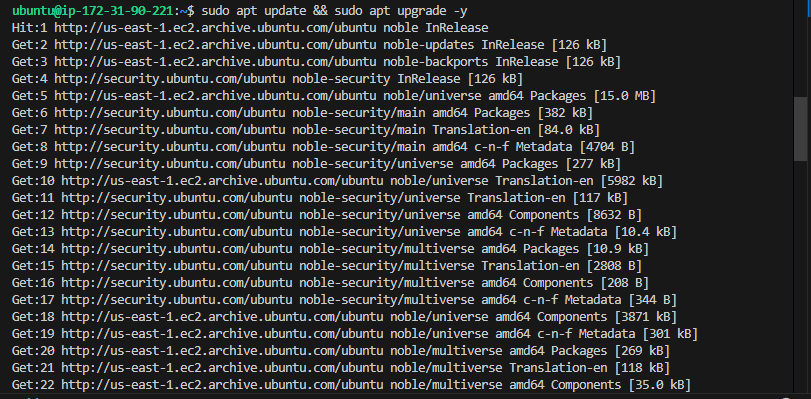 ubuntu@ip-172-31-90-221:~$ sudo apt update && sudo apt upgrade -y
Hit:1 http://us-east-1.ec2.archive.ubuntu.com/ubuntu noble InRelease
Get:2 http://us-east-1.ec2.archive.ubuntu.com/ubuntu noble-updates InRelease [126 kB]
Get:3 http://us-east-1.ec2.archive.ubuntu.com/ubuntu noble-backports InRelease [126 kB]
Get:4 http://security.ubuntu.com/ubuntu noble-security InRelease [126 kB]
Get:5 http://us-east-1.ec2.archive.ubuntu.com/ubuntu noble/universe amd64 Packages [15.0 MB]
Get:6 http://security.ubuntu.com/ubuntu noble-security/main amd64 Packages [382 kB]
Get:7 http://security.ubuntu.com/ubuntu noble-security/main Translation-en [84.0 kB]
Get:8 http://security.ubuntu.com/ubuntu noble-security/main amd64 c-n-f Metadata [4704 B]
Get:9 http://security.ubuntu.com/ubuntu noble-security/universe amd64 Packages [277 kB]
Get:10 http://us-east-1.ec2.archive.ubuntu.com/ubuntu noble/universe Translation-en [5982 kB]
Get:11 http://security.ubuntu.com/ubuntu noble-security/universe Translation-en [117 kB]
Get:12 http://security.ubuntu.com/ubuntu noble-security/universe amd64 Components [8632 B]
Get:13 http://security.ubuntu.com/ubuntu noble-security/universe amd64 c-n-f Metadata [10.4 kB]
Get:14 http://security.ubuntu.com/ubuntu noble-security/multiverse amd64 Packages [10.9 kB]
Get:15 http://security.ubuntu.com/ubuntu noble-security/multiverse Translation-en [2808 B]
Get:16 http://security.ubuntu.com/ubuntu noble-security/multiverse amd64 Components [208 B]
Get:17 http://security.ubuntu.com/ubuntu noble-security/multiverse amd64 c-n-f Metadata [344 B]
Get:18 http://us-east-1.ec2.archive.ubuntu.com/ubuntu noble/universe amd64 Components [3871 kB]
Get:19 http://us-east-1.ec2.archive.ubuntu.com/ubuntu noble/universe amd64 c-n-f Metadata [301 kB]
Get:20 http://us-east-1.ec2.archive.ubuntu.com/ubuntu noble/multiverse amd64 Packages [269 kB]
Get:21 http://us-east-1.ec2.archive.ubuntu.com/ubuntu noble/multiverse Translation-en [118 kB]
Get:22 http://us-east-1.ec2.archive.ubuntu.com/ubuntu noble/multiverse amd64 Components [35.0 kB]